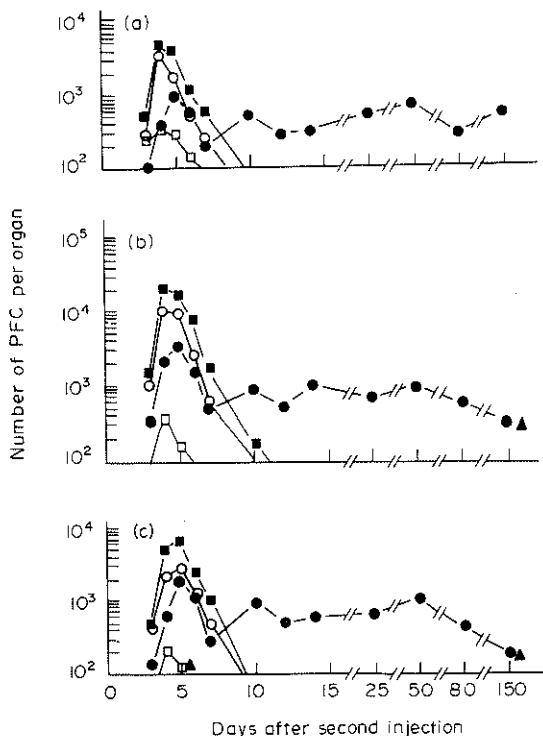 Number of PFC per organ
(a)
10⁴
10³
10²
(b)
10⁵
10⁴
10³
10²
(c)
10⁴
10³
10²
0 5 10 15 25 50 80 150
Days after second injection